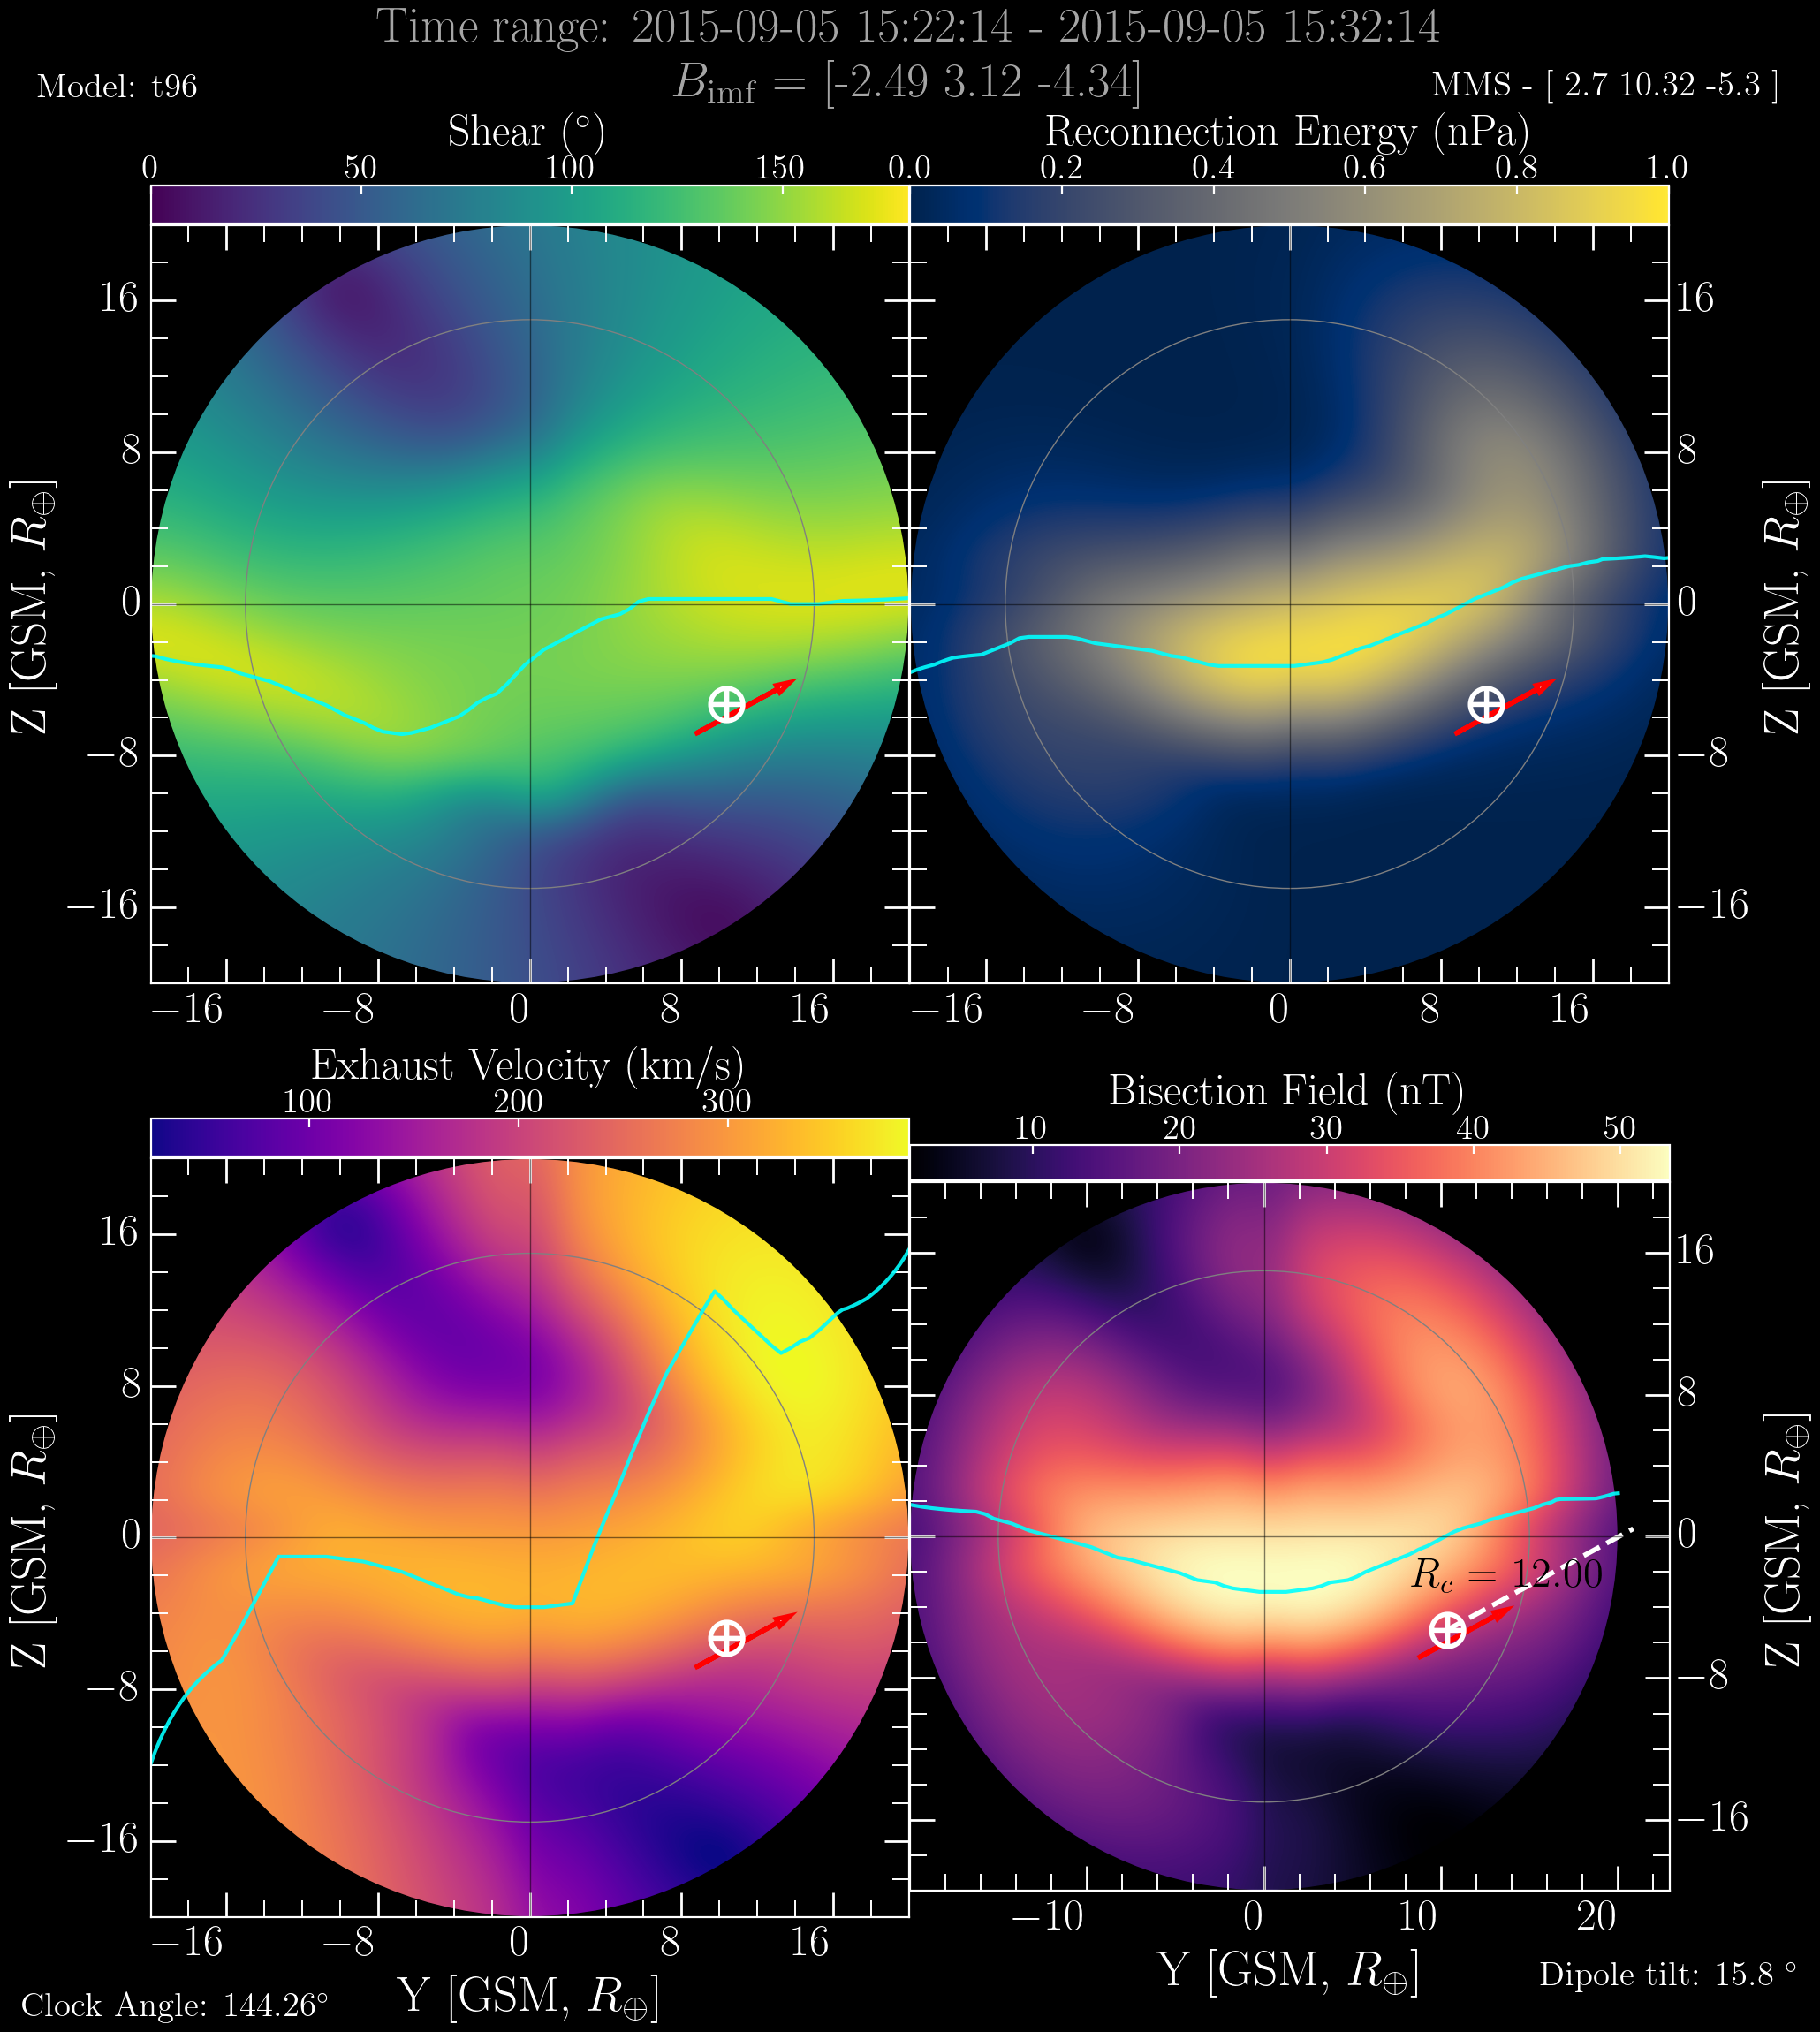 Time range: 2015-09-05 15:22:14 - 2015-09-05 15:32:14
Model: t96
B_imf = [-2.49 3.12 -4.34]
MMS - [ 2.7 10.32 -5.3 ]
Shear (°)
Reconnection Energy (nPa)
0 50 100 150 0.0 0.2 0.4 0.6 0.8 1.0
16 16
8 8
Z [GSM, R⊕] Z [GSM, R⊕]
0 0
−8 −8
−16 −16
−16 −8 0 8 16 −16 −8 0 8 16
Exhaust Velocity (km/s)
Bisection Field (nT)
100 200 300
10 20 30 40 50
16 16
8 8
Z [GSM, R⊕] Z [GSM, R⊕]
0 0
R_c = 12.00
−8 −8
−16 −16
−16 −8 0 8 16
−10 0 10 20
Y [GSM, R⊕]
Y [GSM, R⊕]
Clock Angle: 144.26°
Dipole tilt: 15.8 °